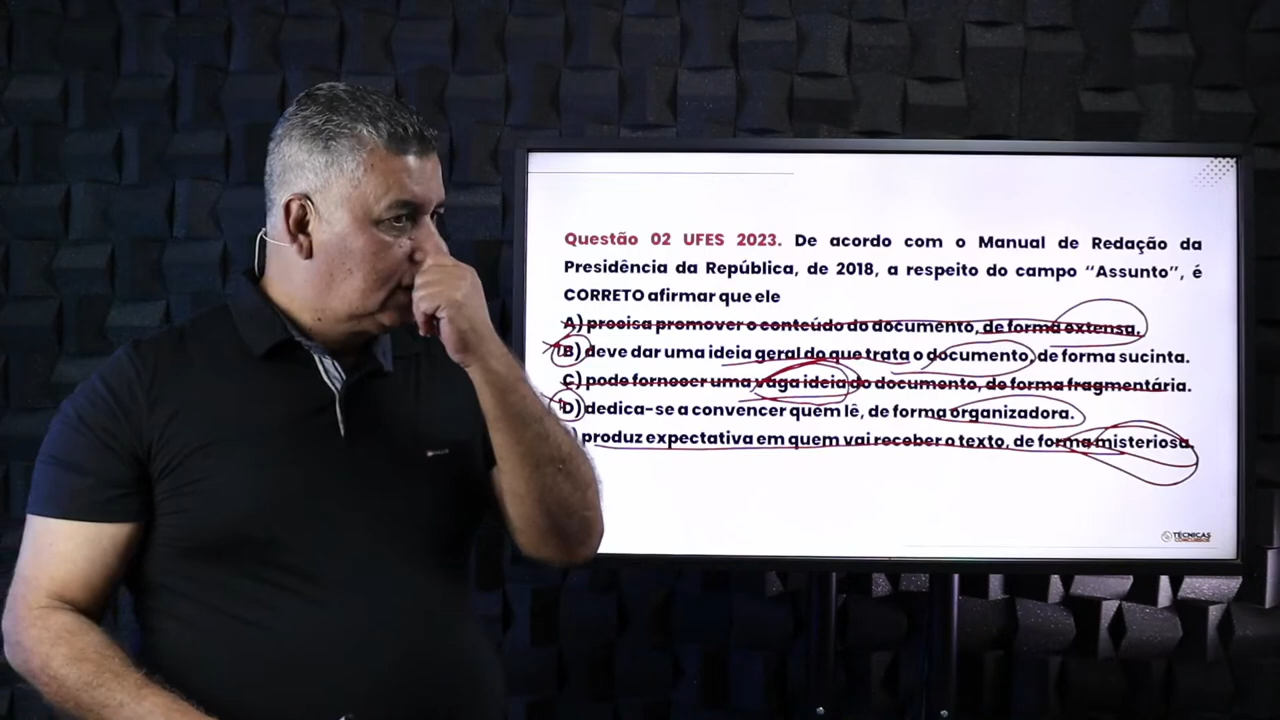 Questão 02 UFES 2023. De acordo com o Manual de Redação da
Presidência da República, de 2018, a respeito do campo “Assunto”, é
CORRETO afirmar que ele
A) precisa promover o conteúdo do documento, de forma extensa.
B) deve dar uma ideia geral do que trata o documento, de forma sucinta.
C) pode fornecer uma vaga ideia do documento, de forma fragmentária.
D) dedica-se a convencer quem lê, de forma organizadora.
) produz expectativa em quem vai receber o texto, de forma misteriosa.
TÉCNICAS
CONCURSOS